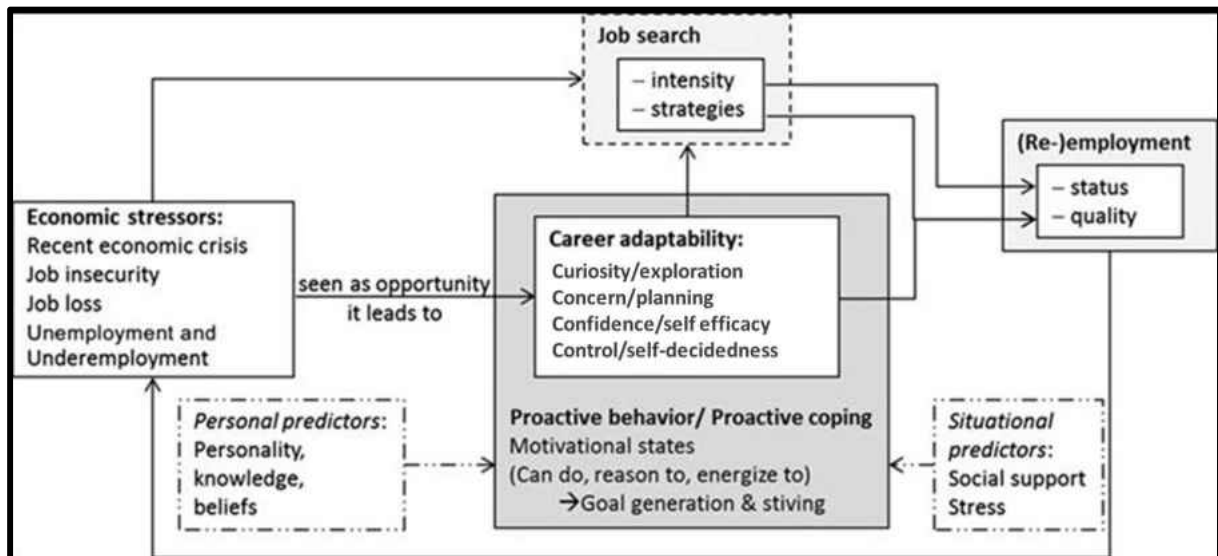 Job search
– intensity
– strategies
(Re-)employment
– status
– quality
Economic stressors:
Recent economic crisis
Job insecurity
Job loss
Unemployment and
Underemployment
seen as opportunity
it leads to
Career adaptability:
Curiosity/exploration
Concern/planning
Confidence/self efficacy
Control/self-decidedness
Proactive behavior/ Proactive coping
Motivational states
(Can do, reason to, energize to)
→Goal generation & stiving
Personal predictors:
Personality,
knowledge,
beliefs
Situational
predictors:
Social support
Stress